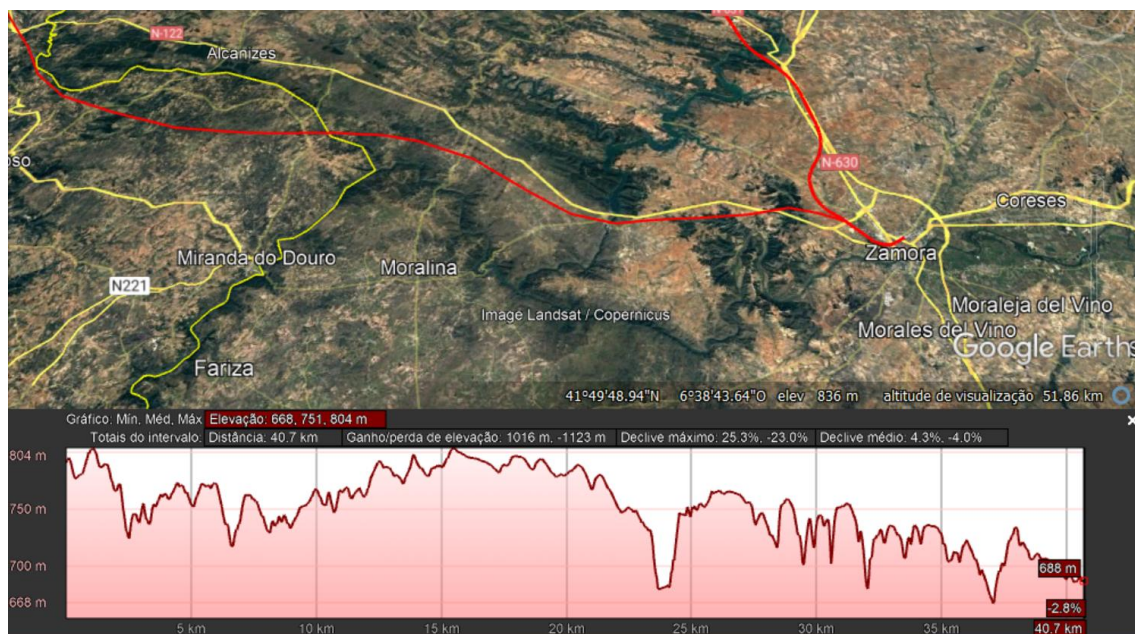 N-631
N-122
Alcanizes
oso
N-630
Coreses
Miranda do Douro
Zamora
Moralina
N221
Moraleja del Vino
Image Landsat / Copernicus
Morales del Vino
Google Earth
Fariza
41°49'48.94"N 6°38'43.64"O elev 836 m altitude de visualização 51.86 km
Gráfico: Mín, Méd, Máx Elevação: 668, 751, 804 m
Totais do intervalo: Distância: 40.7 km Ganho/perda de elevação: 1016 m, -1123 m Declive máximo: 25.3%, -23.0% Declive médio: 4.3%, -4.0%
804 m
750 m
700 m
688 m
668 m
-2.8%
5 km 10 km 15 km 20 km 25 km 30 km 35 km 40.7 km